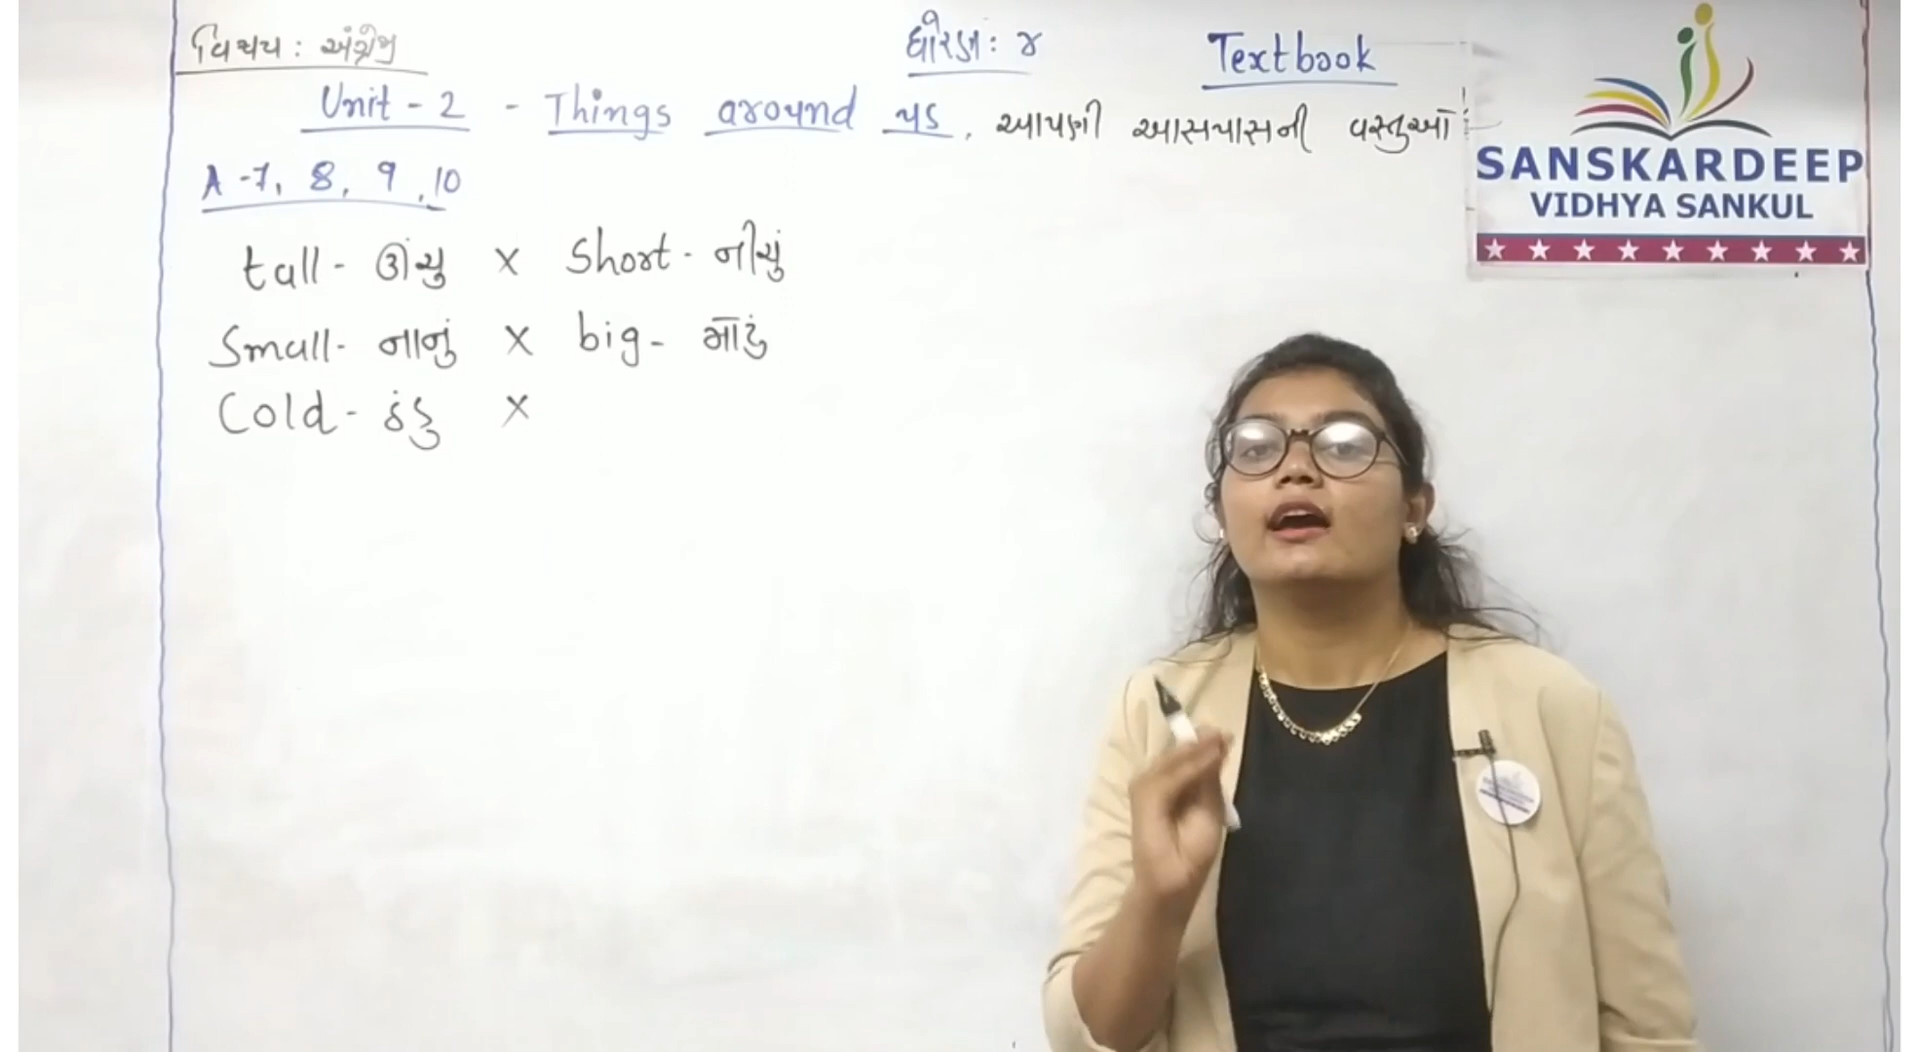 વિષય : અંગ્રેજી
ધોરણ : ૪
Textbook
Unit - 2 - Things around us, આપણી આસપાસની વસ્તુઓ
A - 7, 8, 9, 10
tall - ઊંચુ × Short - નીચું
Small - નાનું × big - મોટું
Cold - ઠંડુ ×
SANSKARDEEP
VIDHYA SANKUL